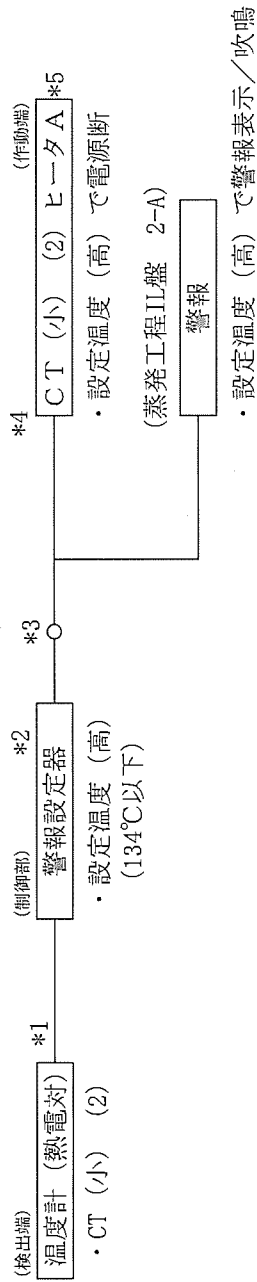 (検出端)
温度計 (熱電対) *1
・CT (小) (2)
(制御部) *2
警報設定器
・設定温度 (高)
(134℃以下)
*3
*4 (作動端)
CT (小) (2) ヒータA *5
・設定温度 (高) で電源断
(蒸発工程IL盤 2-A)
警報
・設定温度 (高) で警報表示／吹鳴